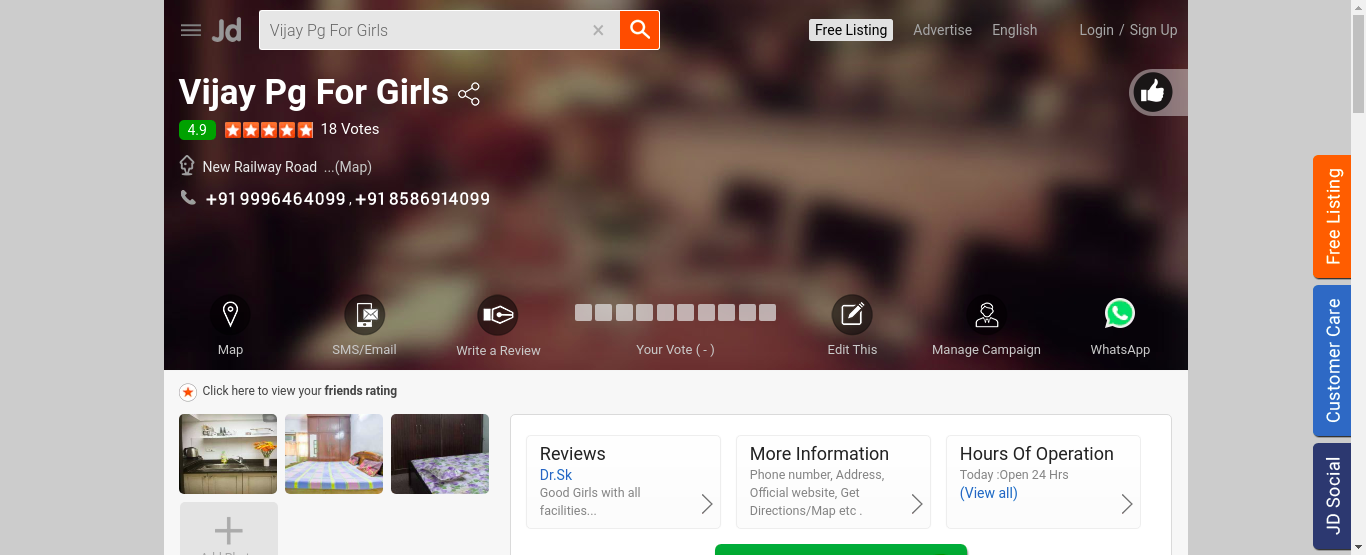 Jd
Vijay Pg For Girls
Free Listing
Advertise
English
Login / Sign Up
Vijay Pg For Girls
4.9
18 Votes
New Railway Road ...(Map)
+91 9996464099 , +91 8586914099
Map
SMS/Email
Write a Review
Your Vote ( - )
Edit This
Manage Campaign
WhatsApp
Free Listing
Customer Care
JD Social
Click here to view your friends rating
Reviews
Dr.Sk
Good Girls with all
facilities...
More Information
Phone number, Address,
Official website, Get
Directions/Map etc .
Hours Of Operation
Today :Open 24 Hrs
(View all)